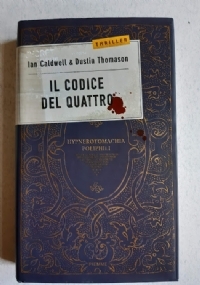 THRILLER
Ian Caldwell & Dustin Thomason
IL CODICE
DEL QUATTRO
HYPNEROTOMACHIA
POLIPHILI